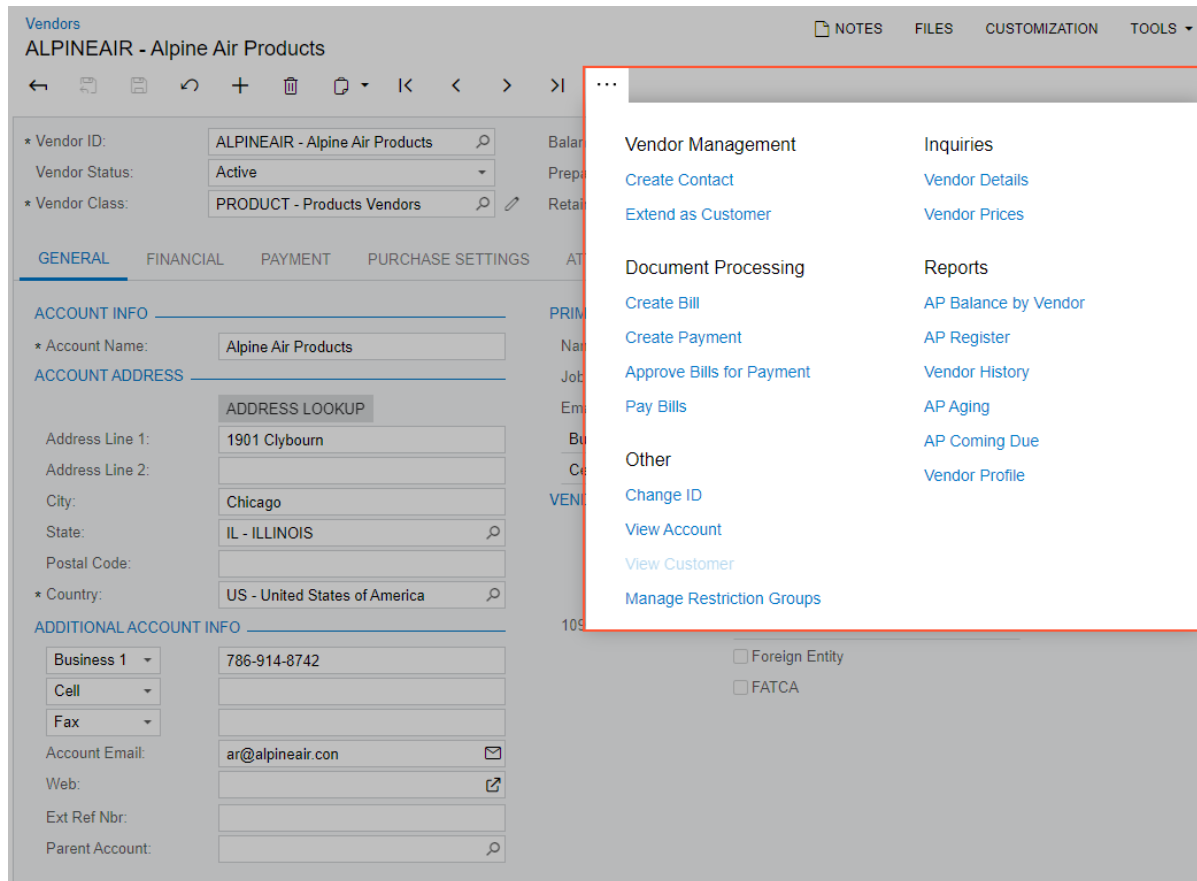 Vendors
ALPINEAIR - Alpine Air Products
NOTES FILES CUSTOMIZATION TOOLS
* Vendor ID: ALPINEAIR - Alpine Air Products
Vendor Status: Active
* Vendor Class: PRODUCT - Products Vendors
GENERAL FINANCIAL PAYMENT PURCHASE SETTINGS
ACCOUNT INFO
* Account Name: Alpine Air Products
ACCOUNT ADDRESS
ADDRESS LOOKUP
Address Line 1: 1901 Clybourn
Address Line 2:
City: Chicago
State: IL - ILLINOIS
Postal Code:
* Country: US - United States of America
ADDITIONAL ACCOUNT INFO
Business 1 786-914-8742
Cell
Fax
Account Email: ar@alpineair.con
Web:
Ext Ref Nbr:
Parent Account:
...
Vendor Management
Create Contact
Extend as Customer
Document Processing
Create Bill
Create Payment
Approve Bills for Payment
Pay Bills
Other
Change ID
View Account
View Customer
Manage Restriction Groups
Inquiries
Vendor Details
Vendor Prices
Reports
AP Balance by Vendor
AP Register
Vendor History
AP Aging
AP Coming Due
Vendor Profile
Foreign Entity
FATCA